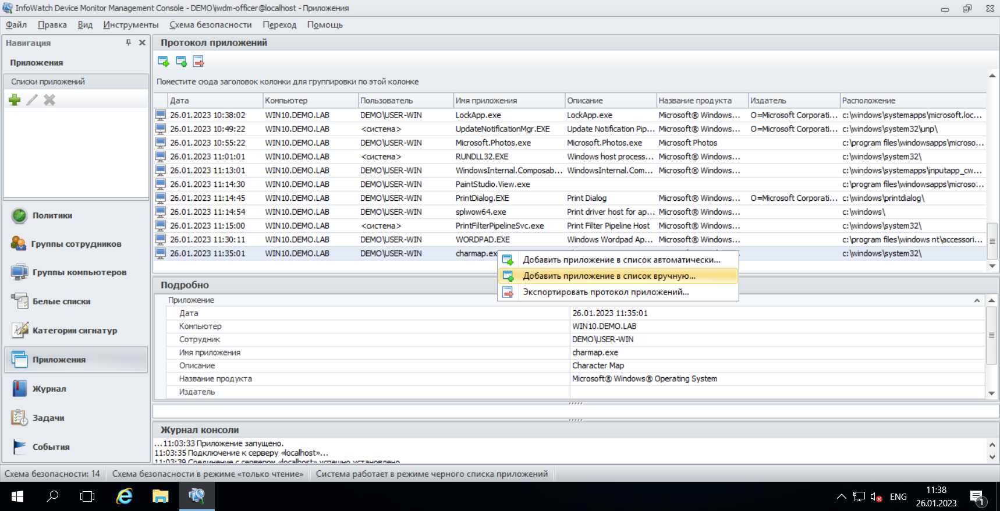 InfoWatch Device Monitor Management Console - DEMO\iwdm-officer@localhost - Приложения
Файл Правка Вид Инструменты Схема безопасности Переход Помощь
Навигация
Приложения
Списки приложений
Политики
Группы сотрудников
Группы компьютеров
Белые списки
Категории сигнатур
Приложения
Журнал
Задачи
События
Протокол приложений
Поместите сюда заголовок колонки для группировки по этой колонке
Дата Компьютер Пользователь Имя приложения Описание Название продукта Издатель Расположение
26.01.2023 10:38:02 WIN10.DEMO.LAB DEMO\USER-WIN LockApp.exe LockApp.exe Microsoft® Windows... O=Microsoft Corporati... c:\windows\systemapps\microsoft.loc...
26.01.2023 10:49:22 WIN10.DEMO.LAB <система> UpdateNotificationMgr.EXE Update Notification Pip... Microsoft® Windows... O=Microsoft Corporati... c:\windows\system32\unp\
26.01.2023 10:55:22 WIN10.DEMO.LAB DEMO\USER-WIN Microsoft.Photos.exe Microsoft.Photos.exe Microsoft Photos c:\program files\windowsapps\microso...
26.01.2023 11:01:01 WIN10.DEMO.LAB <система> RUNDLL32.EXE Windows host process... Microsoft® Windows... c:\windows\system32\
26.01.2023 11:13:01 WIN10.DEMO.LAB DEMO\USER-WIN WindowsInternal.Composab... WindowsInternal.Com... Microsoft® Windows... c:\windows\systemapps\inputapp_cw...
26.01.2023 11:14:30 WIN10.DEMO.LAB DEMO\USER-WIN PaintStudio.View.exe c:\program files\windowsapps\microso...
26.01.2023 11:14:45 WIN10.DEMO.LAB DEMO\USER-WIN PrintDialog.EXE Print Dialog Microsoft® Windows... O=Microsoft Corporati... c:\windows\printdialog\
26.01.2023 11:14:54 WIN10.DEMO.LAB DEMO\USER-WIN splwow64.exe Print driver host for ap... Microsoft® Windows... c:\windows\
26.01.2023 11:15:00 WIN10.DEMO.LAB <система> PrintFilterPipelineSvc.exe Print Filter Pipeline Host Microsoft® Windows... c:\windows\system32\
26.01.2023 11:30:11 WIN10.DEMO.LAB DEMO\USER-WIN WORDPAD.EXE Windows Wordpad Ap... Microsoft® Windows... c:\program files\windows nt\accessori...
26.01.2023 11:35:01 WIN10.DEMO.LAB DEMO\USER-WIN charmap.ex c:\windows\system32\
Добавить приложение в список автоматически...
Добавить приложение в список вручную...
Экспортировать протокол приложений...
Подробно
Приложение
Дата 26.01.2023 11:35:01
Компьютер WIN10.DEMO.LAB
Сотрудник DEMO\USER-WIN
Имя приложения charmap.exe
Описание Character Map
Название продукта Microsoft® Windows® Operating System
Издатель
Журнал консоли
...11:03:33 Приложение запущено.
11:03:35 Подключение к серверу «localhost»...
11:03:39 Соединение с сервером «localhost» успешно установлено
Схема безопасности: 14 Схема безопасности в режиме «только чтение» Система работает в режиме черного списка приложений
ENG
11:38
26.01.2023
1